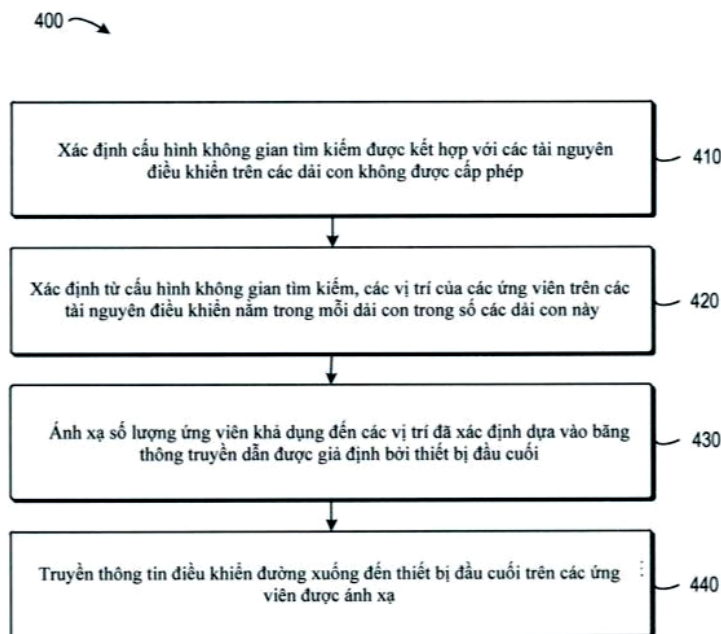 400
Xác định cấu hình không gian tìm kiếm được kết hợp với các tài nguyên
điều khiển trên các dải con không được cấp phép
410
Xác định từ cấu hình không gian tìm kiếm, các vị trí của các ứng viên trên các
tài nguyên điều khiển nằm trong mỗi dải con trong số các dải con này
420
Ánh xạ số lượng ứng viên khả dụng đến các vị trí đã xác định dựa vào băng
thông truyền dẫn được giả định bởi thiết bị đầu cuối
430
Truyền thông tin điều khiển đường xuống đến thiết bị đầu cuối trên các ứng
viên được ánh xạ
440